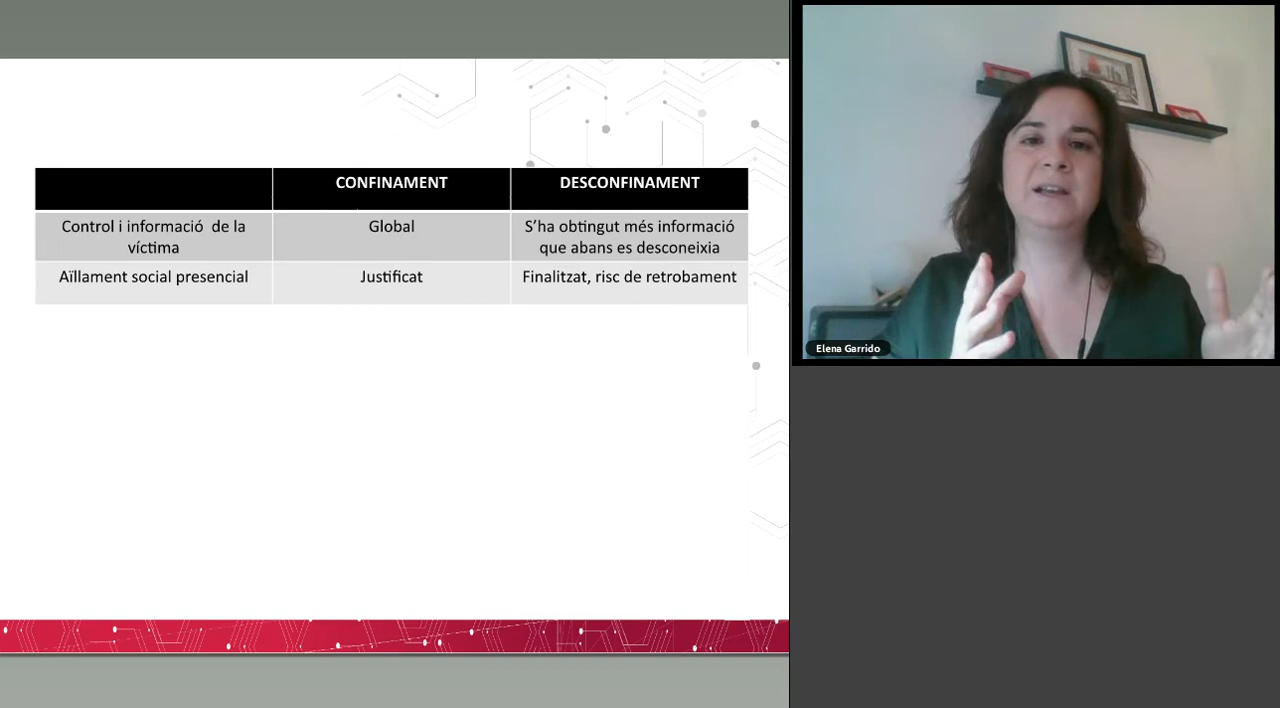 CONFINAMENT
DESCONFINAMENT
Control i informació de la
víctima
Global
S'ha obtingut més informació
que abans es desconeixia
Aïllament social presencial
Justificat
Finalitzat, risc de retrobament
Elena Garrido